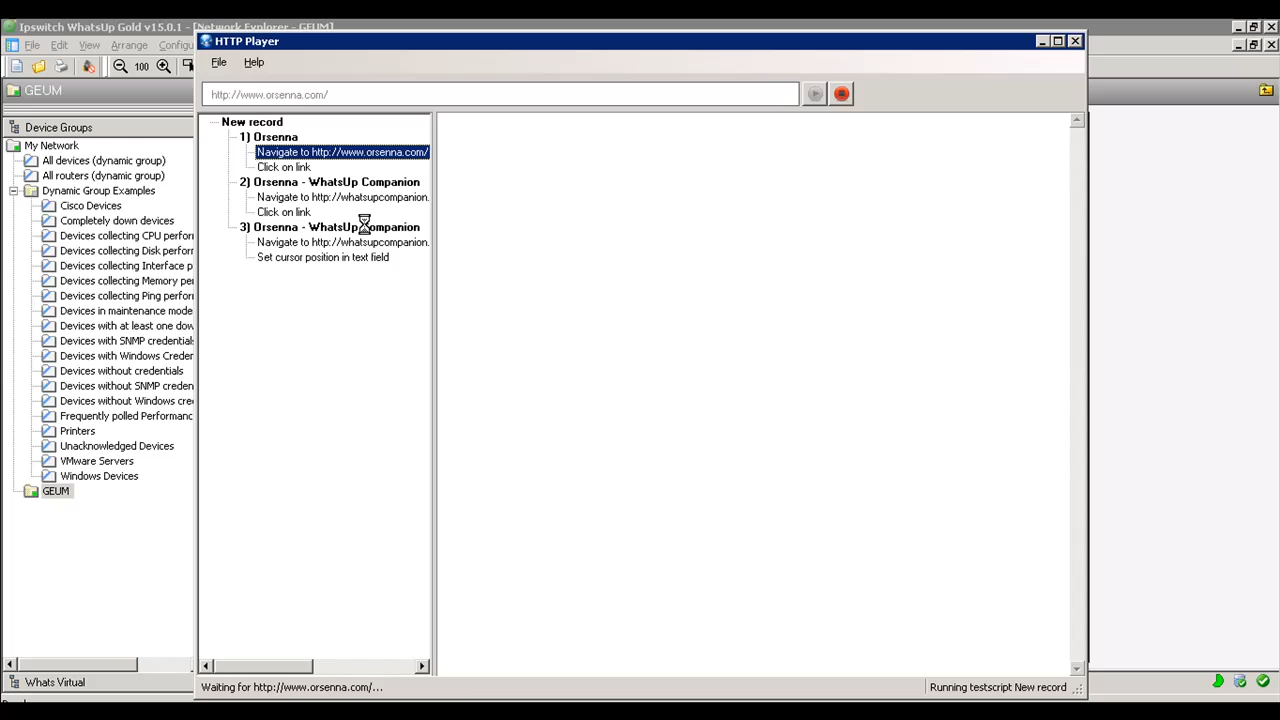 Ipswitch WhatsUp Gold v15.0.1 - [Network Explorer - GEUM]
File Edit View Arrange Configu
100
GEUM
Device Groups
My Network
All devices (dynamic group)
All routers (dynamic group)
Dynamic Group Examples
Cisco Devices
Completely down devices
Devices collecting CPU perforn
Devices collecting Disk perforn
Devices collecting Interface p
Devices collecting Memory per
Devices collecting Ping perforn
Devices in maintenance mode
Devices with at least one dow
Devices with SNMP credentials
Devices with Windows Creden
Devices without credentials
Devices without SNMP creden
Devices without Windows cred
Frequently polled Performanc
Printers
Unacknowledged Devices
VMware Servers
Windows Devices
GEUM
Whats Virtual
HTTP Player
File Help
http://www.orsenna.com/
New record
1) Orsenna
Navigate to http://www.orsenna.com/
Click on link
2) Orsenna - WhatsUp Companion
Navigate to http://whatsupcompanion.
Click on link
3) Orsenna - WhatsUp Companion
Navigate to http://whatsupcompanion.
Set cursor position in text field
Waiting for http://www.orsenna.com/...
Running testscript New record